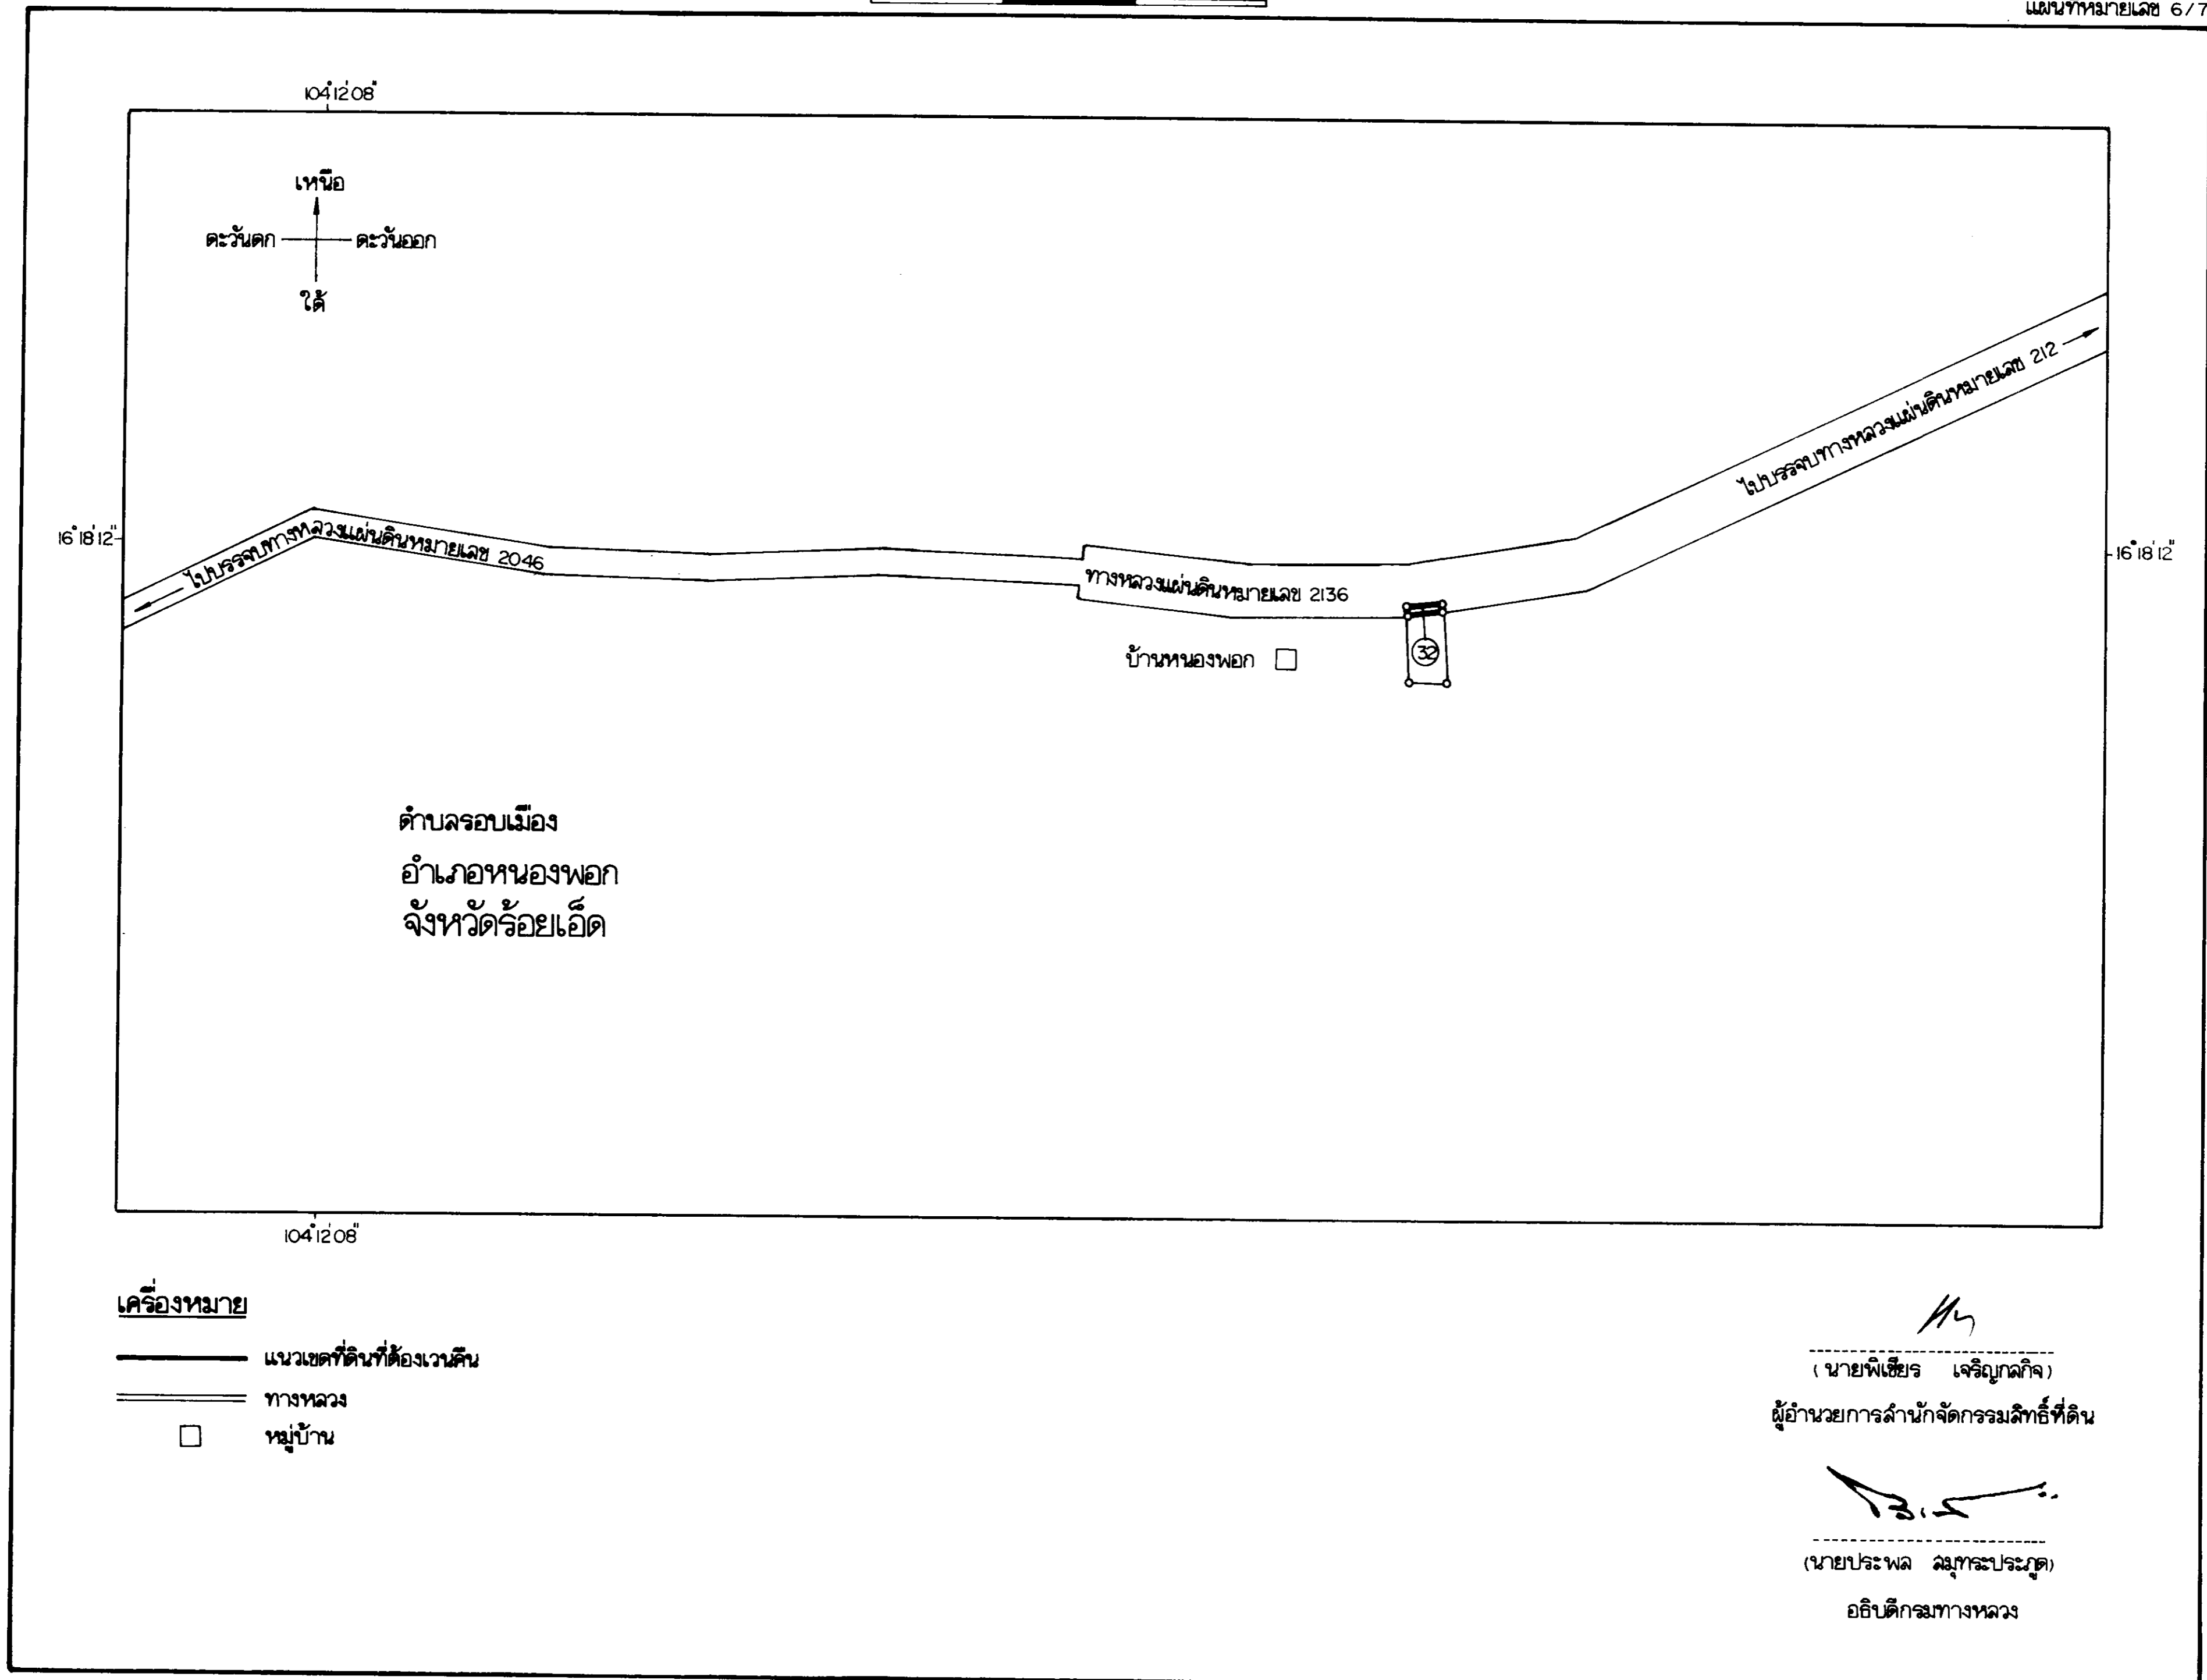 แผนที่หมายเลข 6/7
104°12'08"
เหนือ
ตะวันตก ตะวันออก
ใต้
16°18'12"
16°18'12"
ไปบรรจบทางหลวงแผ่นดินหมายเลข 212
ไปบรรจบทางหลวงแผ่นดินหมายเลข 2046
ทางหลวงแผ่นดินหมายเลข 2136
บ้านหนองพอก
32
ตำบลรอบเมือง
อำเภอหนองพอก
จังหวัดร้อยเอ็ด
104°12'08"
เครื่องหมาย
แนวเขตที่ดินที่ต้องเวนคืน
ทางหลวง
หมู่บ้าน
(นายพิเชียร เจริญกลกิจ)
ผู้อำนวยการสำนักจัดกรรมสิทธิ์ที่ดิน
(นายประพล สมุทระประภูต)
อธิบดีกรมทางหลวง